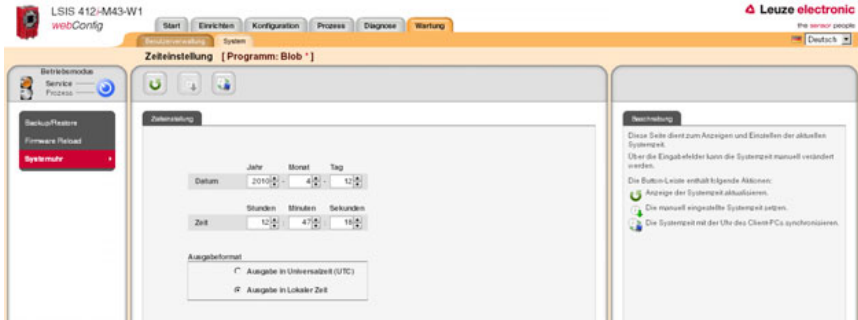 LSIS 412i-M43-W1
webConfig
Start Einrichten Konfiguration Prozess Diagnose Wartung
Leuze electronic
the sensor people
Benutzerverwaltung System
Deutsch
Zeiteinstellung [Programm: Blob *]
Betriebsmodus
Service
Prozess
Backup/Restore
Firmware Reload
Systemuhr
Zeiteinstellung
Jahr Monat Tag
Datum 2010 - 4 - 12
Stunden Minuten Sekunden
Zeit 12 : 47 : 18
Ausgabeformat
Ausgabe in Universalzeit (UTC)
Ausgabe in Lokaler Zeit
Beschreibung
Diese Seite dient zum Anzeigen und Einstellen der aktuellen
Systemzeit.
Über die Eingabefelder kann die Systemzeit manuell verändert
werden.
Die Button-Leiste enthält folgende Aktionen:
Anzeige der Systemzeit aktualisieren.
Die manuell eingestellte Systemzeit setzen.
Die Systemzeit mit der Uhr des Client-PCs synchronisieren.